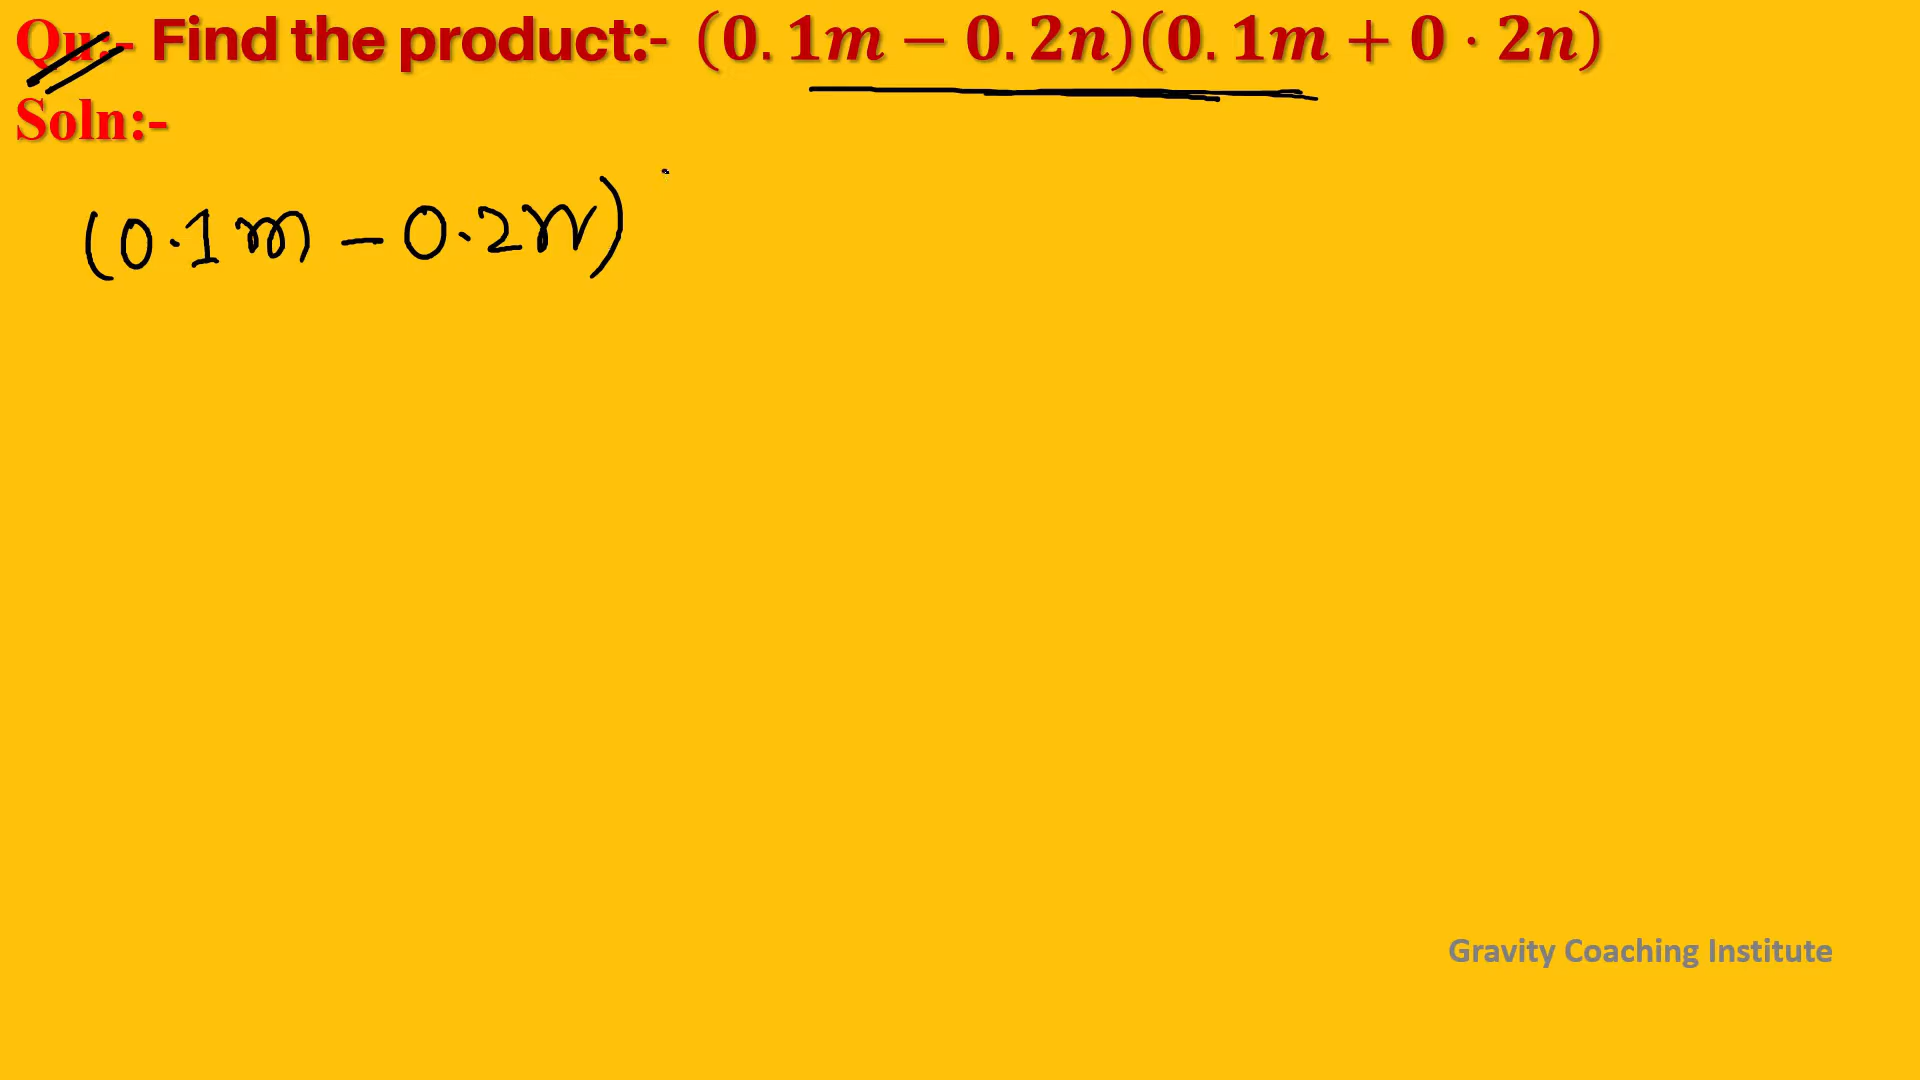 Qu:- Find the product:- (0.1m − 0.2n)(0.1m + 0 · 2n)
Soln:-
(0.1m − 0.2n)
Gravity Coaching Institute